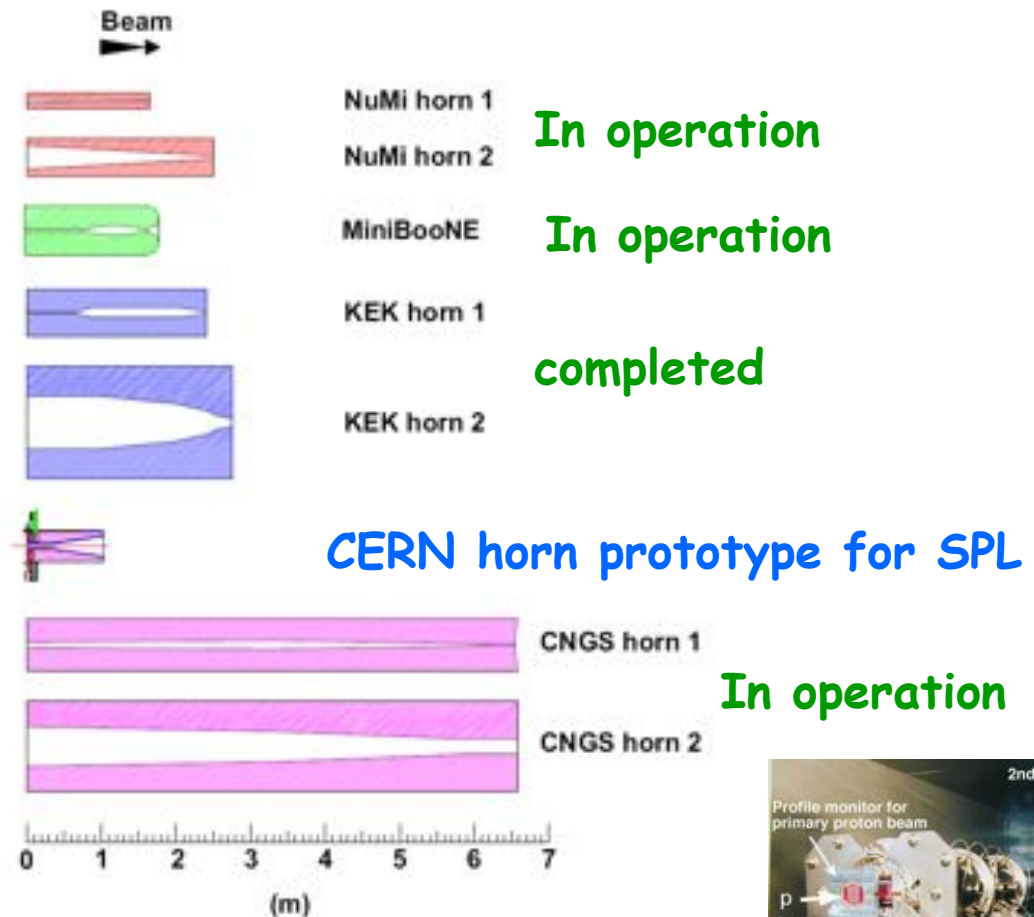 Beam
NuMi horn 1
In operation
NuMi horn 2
MiniBooNE
In operation
KEK horn 1
completed
KEK horn 2
CERN horn prototype for SPL
CNGS horn 1
In operation
CNGS horn 2
0 1 2 3 4 5 6 7
(m)
2nd
Profile monitor for
primary proton beam
p